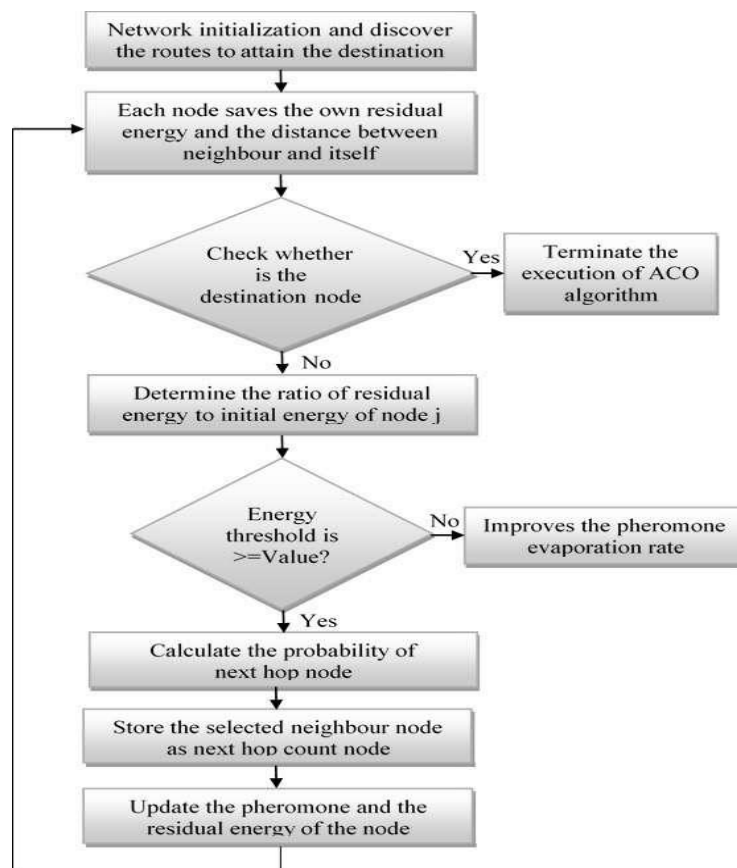 Network initialization and discover
the routes to attain the destination
Each node saves the own residual
energy and the distance between
neighbour and itself
Check whether
is the
destination node
Yes
Terminate the
execution of ACO
algorithm
No
Determine the ratio of residual
energy to initial energy of node j
Energy
threshold is
>=Value?
No
Improves the pheromone
evaporation rate
Yes
Calculate the probability of
next hop node
Store the selected neighbour node
as next hop count node
Update the pheromone and the
residual energy of the node